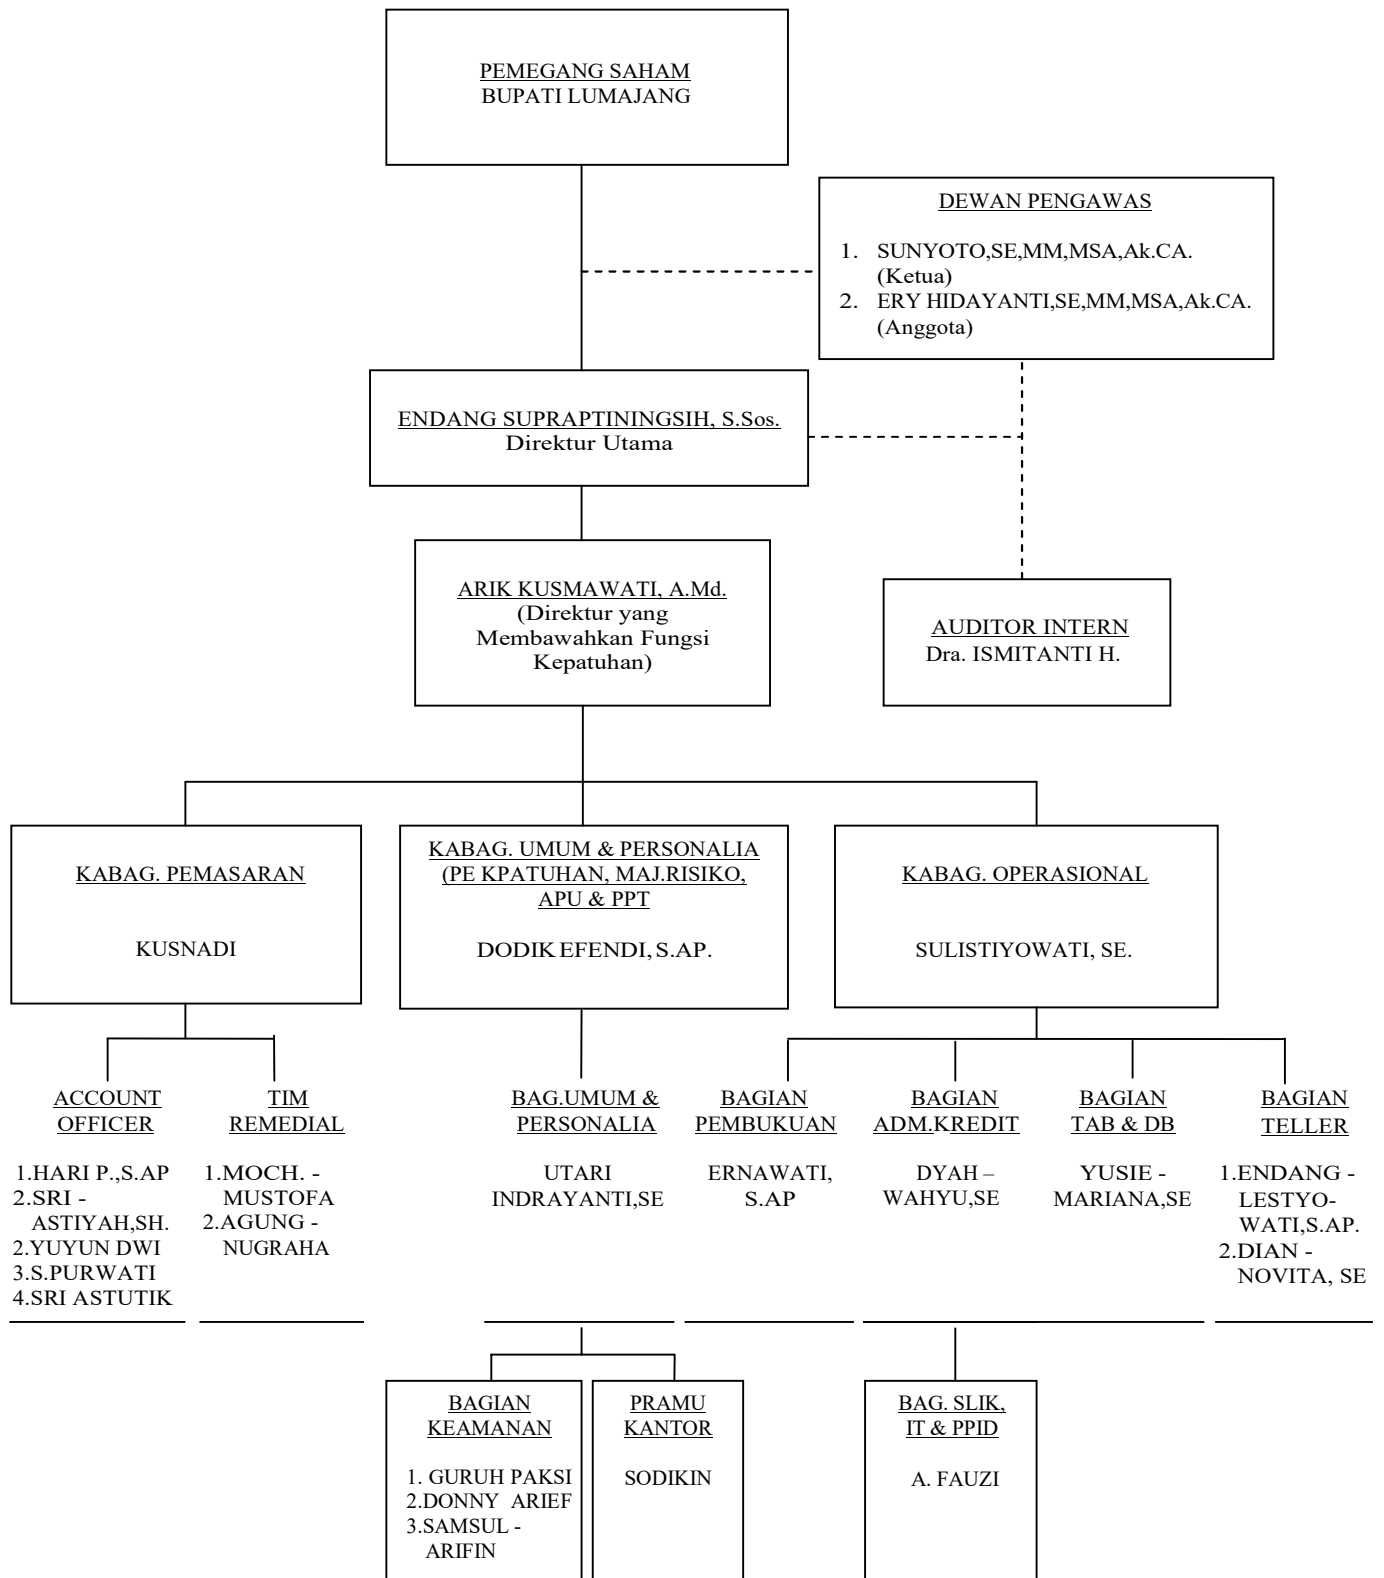 PEMEGANG SAHAM
BUPATI LUMAJANG
DEWAN PENGAWAS
1. SUNYOTO,SE,MM,MSA,Ak.CA.
(Ketua)
2. ERY HIDAYANTI,SE,MM,MSA,Ak.CA.
(Anggota)
ENDANG SUPRAPTININGSIH, S.Sos.
Direktur Utama
ARIK KUSMAWATI, A.Md.
(Direktur yang
Membawahkan Fungsi
Kepatuhan)
AUDITOR INTERN
Dra. ISMITANTI H.
KABAG. PEMASARAN
KUSNADI
KABAG. UMUM & PERSONALIA
(PE KPATUHAN, MAJ.RISIKO,
APU & PPT
DODIK EFENDI, S.AP.
KABAG. OPERASIONAL
SULISTIYOWATI, SE.
ACCOUNT
OFFICER
1.HARI P.,S.AP
2.SRI -
ASTIYAH,SH.
2.YUYUN DWI
3.S.PURWATI
4.SRI ASTUTIK
TIM
REMEDIAL
1.MOCH. -
MUSTOFA
2.AGUNG -
NUGRAHA
BAG.UMUM &
PERSONALIA
UTARI
INDRAYANTI,SE
BAGIAN
PEMBUKUAN
ERNAWATI,
S.AP
BAGIAN
ADM.KREDIT
DYAH –
WAHYU,SE
BAGIAN
TAB & DB
YUSIE -
MARIANA,SE
BAGIAN
TELLER
1.ENDANG -
LESTYO-
WATI,S.AP.
2.DIAN -
NOVITA, SE
BAGIAN
KEAMANAN
1. GURUH PAKSI
2.DONNY ARIEF
3.SAMSUL -
ARIFIN
PRAMU
KANTOR
SODIKIN
BAG. SLIK,
IT & PPID
A. FAUZI